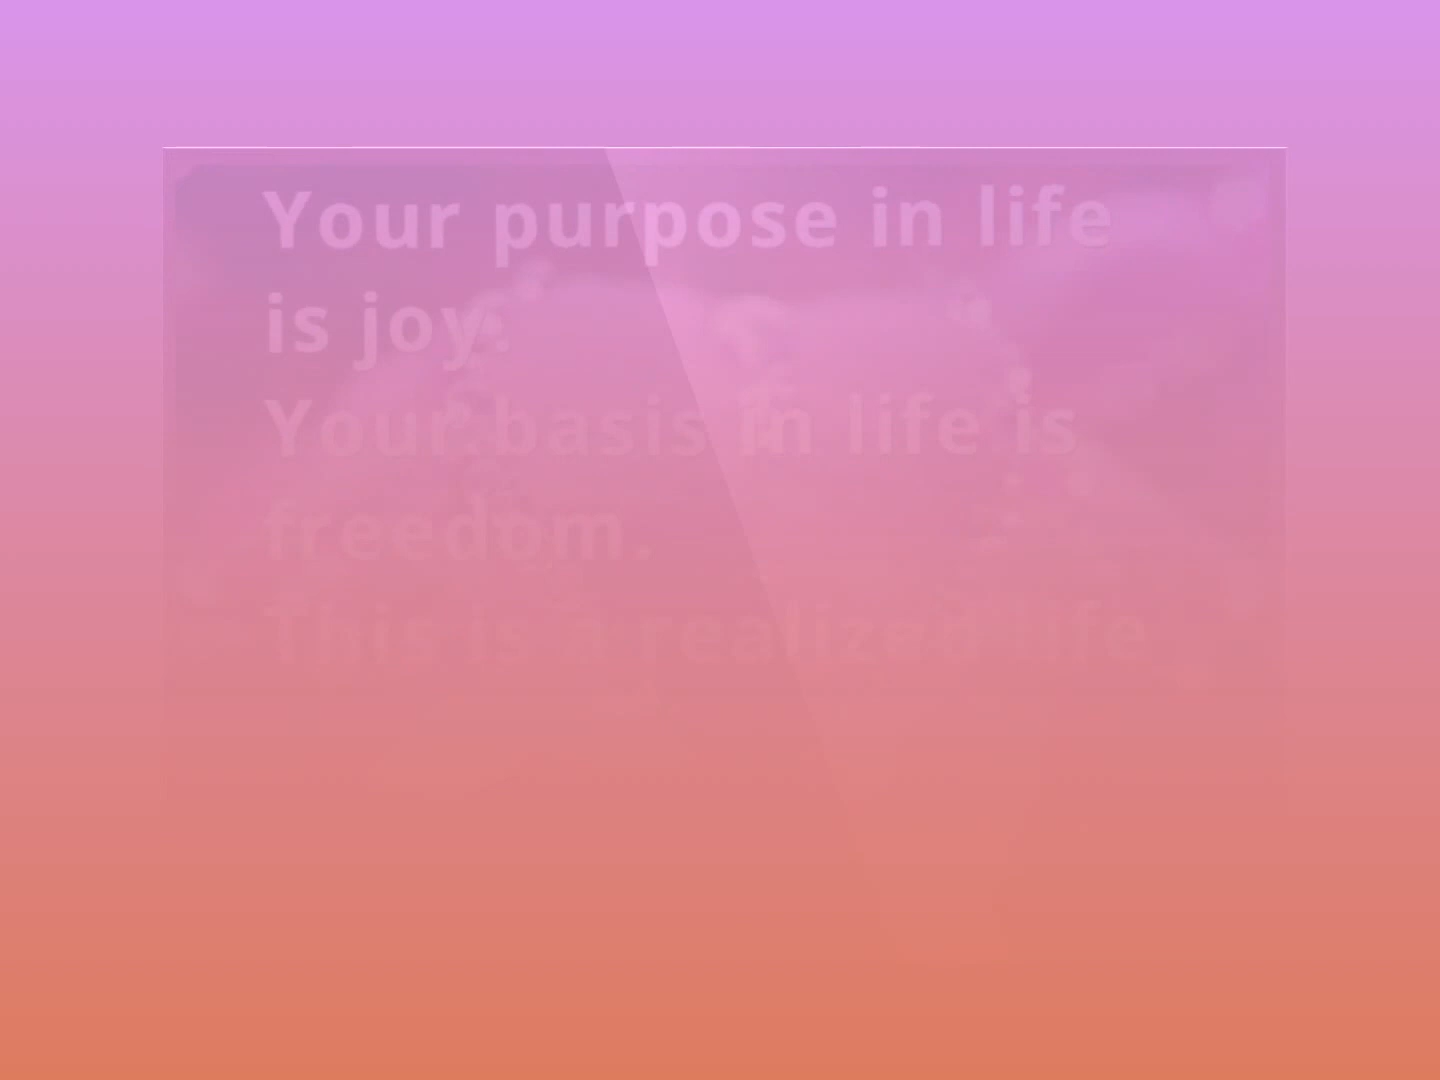 Your purpose in life
is joy.
Your basis in life is
freedom.
This is a realized life